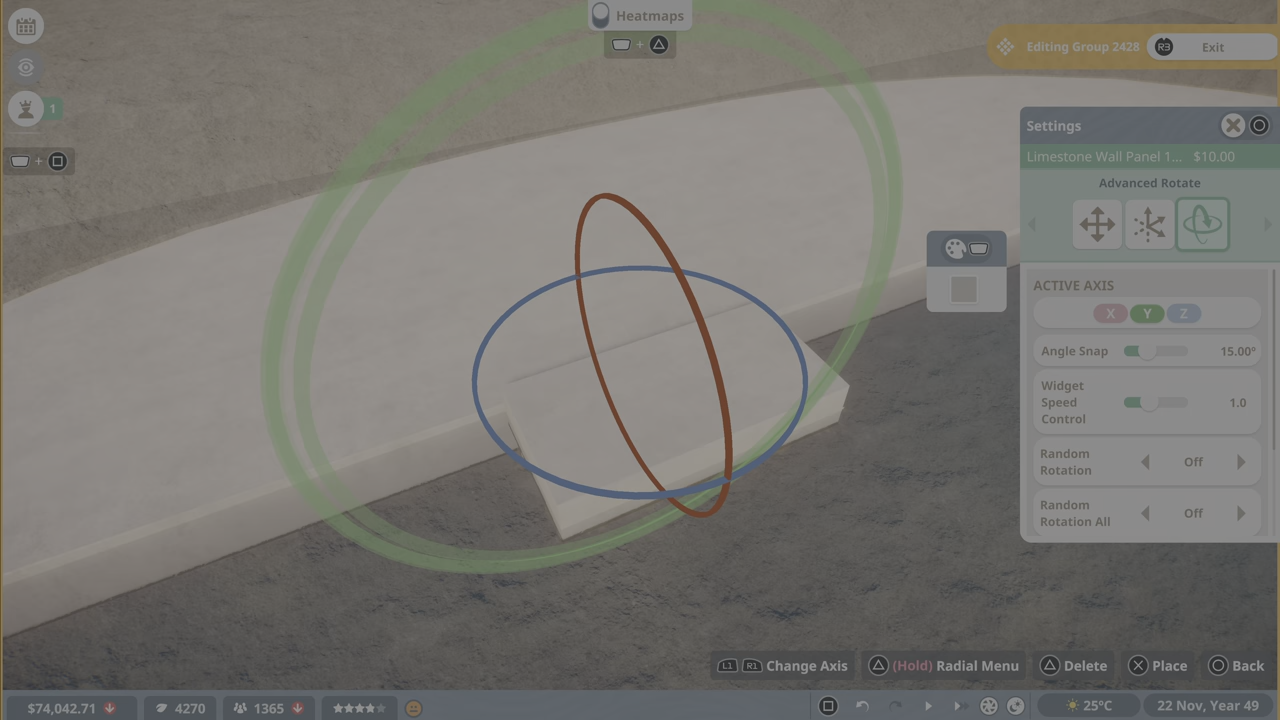 Heatmaps
+
Editing Group 2428
R3
Exit
1
+
Settings
Limestone Wall Panel 1... $10.00
Advanced Rotate
ACTIVE AXIS
X Y Z
Angle Snap 15.00°
Widget
Speed
Control
1.0
Random
Rotation
Off
Random
Rotation All
Off
L1 R1 Change Axis
(Hold) Radial Menu
Delete
Place
Back
$74,042.71
4270
1365
25°C
22 Nov, Year 49